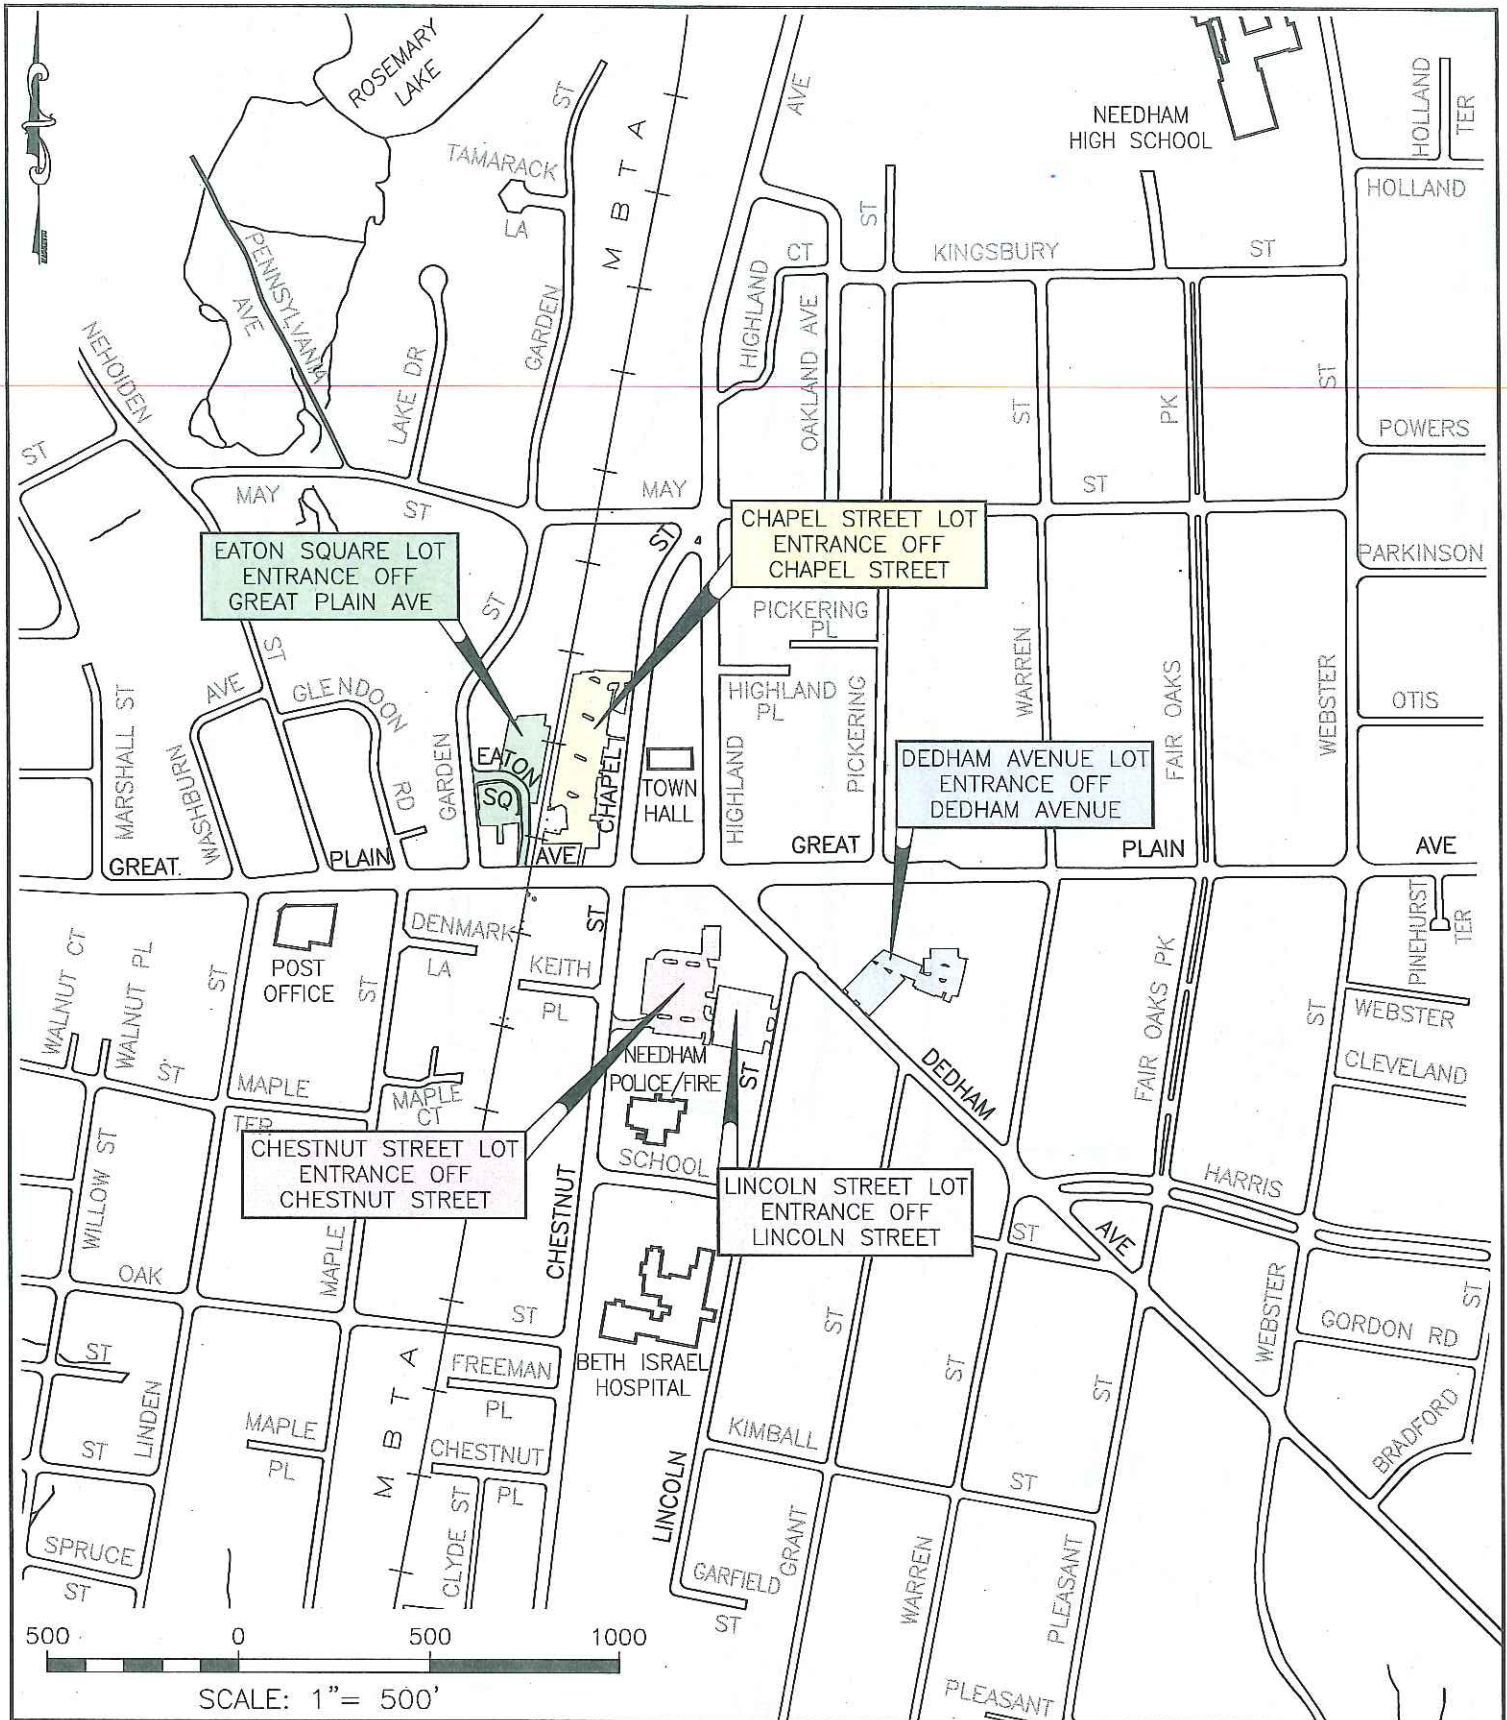 ROSEMARY
LAKE
ST
TAMARACK
LA
M B T A
AVE
NEEDHAM
HIGH SCHOOL
HOLLAND
TER
HOLLAND
ST
KINGSBURY
ST
CT
HIGHLAND
OAKLAND AVE
PENNSYLVANIA
AVE
NEHOIDEN
ST
LAKE DR
GARDEN
ST
PK
ST
POWERS
MAY
ST
MAY
ST
ST
PARKINSON
EATON SQUARE LOT
ENTRANCE OFF
GREAT PLAIN AVE
CHAPEL STREET LOT
ENTRANCE OFF
CHAPEL STREET
ST
ST
PICKERING
PL
HIGHLAND
PL
PICKERING
WARREN
FAIR OAKS
WEBSTER
OTIS
MARSHALL ST
AVE
WASHBURN
GLENDOON
RD
GARDEN
EATON
SQ
CHAPEL
TOWN
HALL
HIGHLAND
DEDHAM AVENUE LOT
ENTRANCE OFF
DEDHAM AVENUE
GREAT
PLAIN
AVE
GREAT
PLAIN
AVE
WALNUT CT
WALNUT PL
ST
POST
OFFICE
ST
DENMARK
LA
KEITH
PL
ST
NEEDHAM
POLICE/FIRE
ST
DEDHAM
FAIR OAKS PK
ST
PINEHURST
TER
WEBSTER
CLEVELAND
ST
MAPLE
TER
MAPLE
CT
WILLOW ST
CHESTNUT STREET LOT
ENTRANCE OFF
CHESTNUT STREET
SCHOOL
LINCOLN STREET LOT
ENTRANCE OFF
LINCOLN STREET
HARRIS
ST
AVE
OAK
MAPLE
CHESTNUT
ST
ST
WEBSTER
ST
GORDON RD
ST
M B T A
FREEMAN
PL
BETH ISRAEL
HOSPITAL
ST
ST
BRADFORD
LINDEN
ST
MAPLE
PL
CHESTNUT
PL
CLYDE ST
KIMBALL
ST
LINCOLN
GRANT
WARREN
PLEASANT
SPRUCE
ST
GARFIELD
ST
PLEASANT
500 0 500 1000
SCALE: 1"= 500'